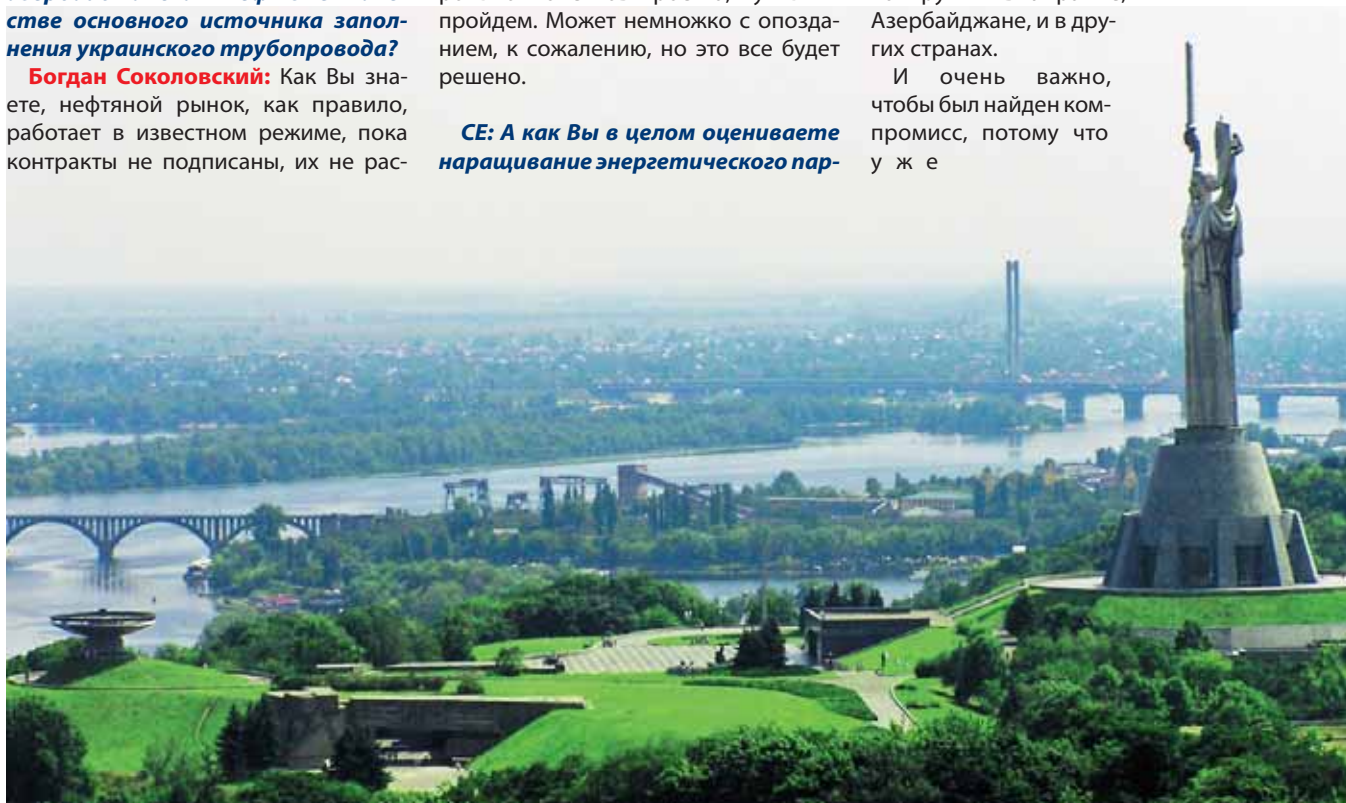 стве основного источника запол-
нения украинского трубопровода?
Богдан Соколовский: Как Вы зна-
ете, нефтяной рынок, как правило,
работает в известном режиме, пока
контракты не подписаны, их не рас-
пройдем. Может немножко с опозда-
нием, к сожалению, но это все будет
решено.
СЕ: А как Вы в целом оцениваете
наращивание энергетического пар-
Азербайджане, и в дру-
гих странах.
И очень важно,
чтобы был найден ком-
промисс, потому что
у ж е